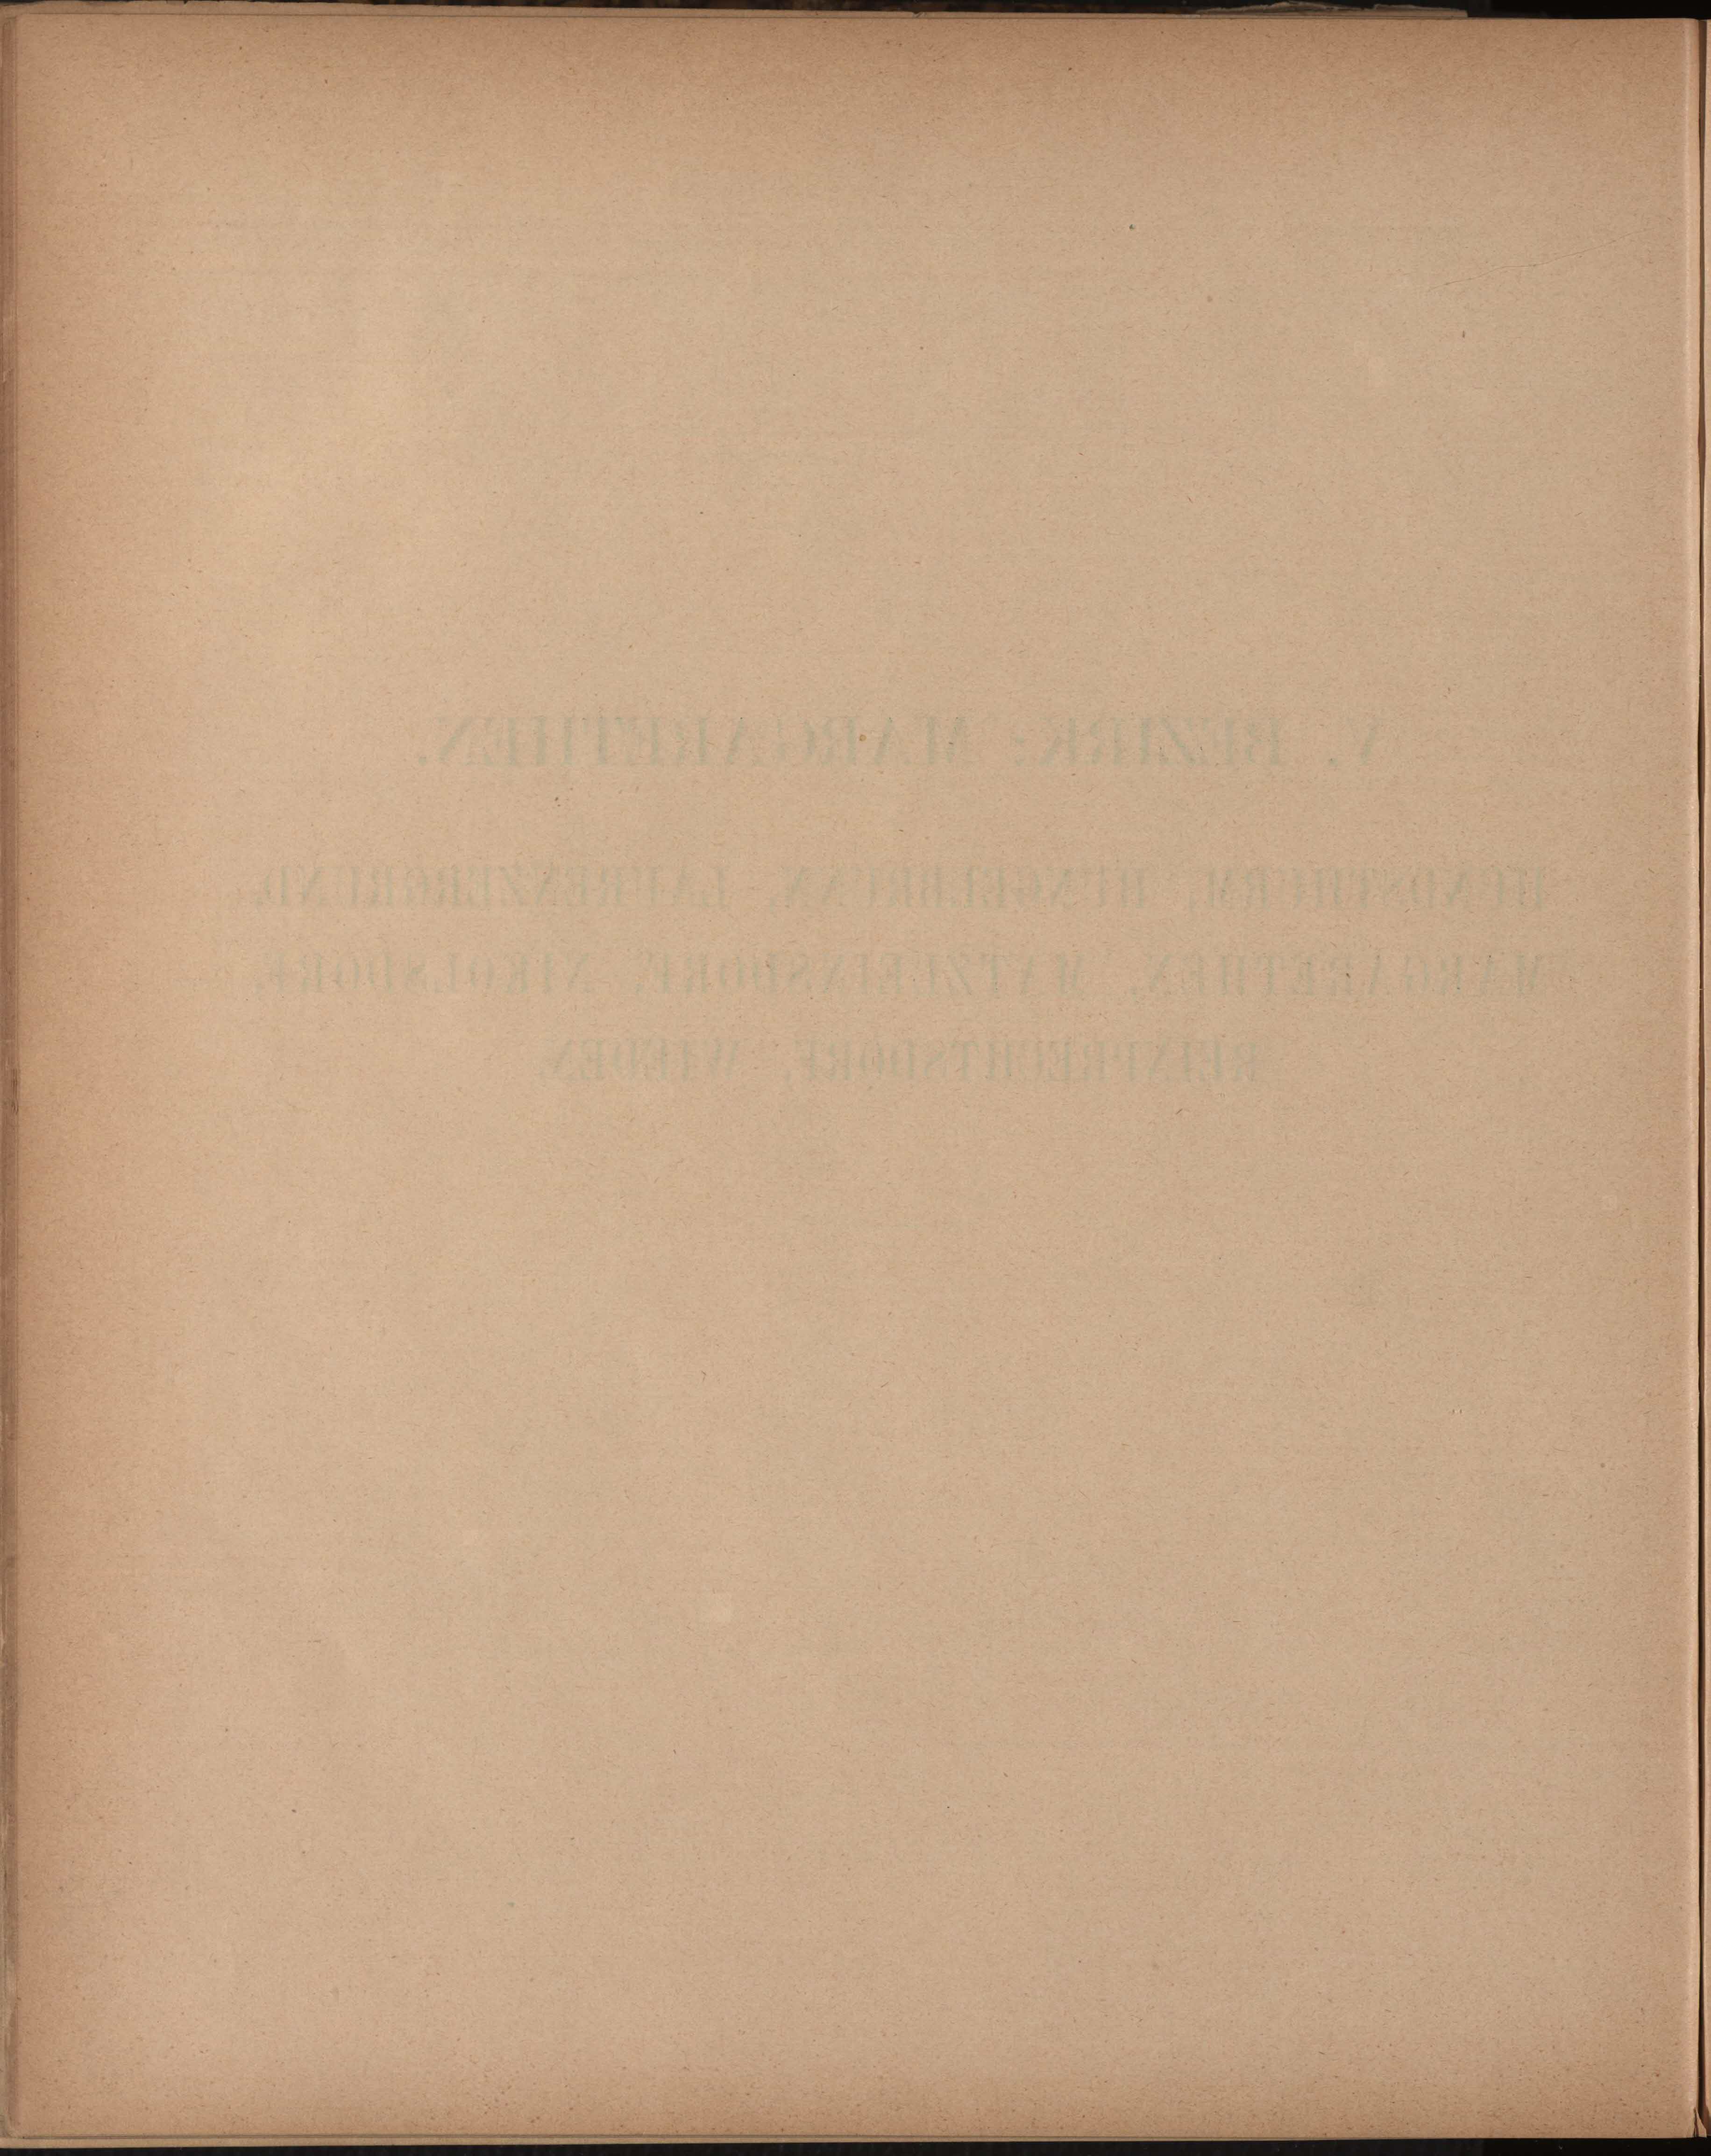 V. BEZIRK: MARGARETHEN.
HUNDSTHURM, HUNGELBRUNN, LAURENZERGRUND,
MARGARETHEN, MATZLEINSDORF, NIKOLSDORF,
REINPRECHTSDORF, WIEDEN.